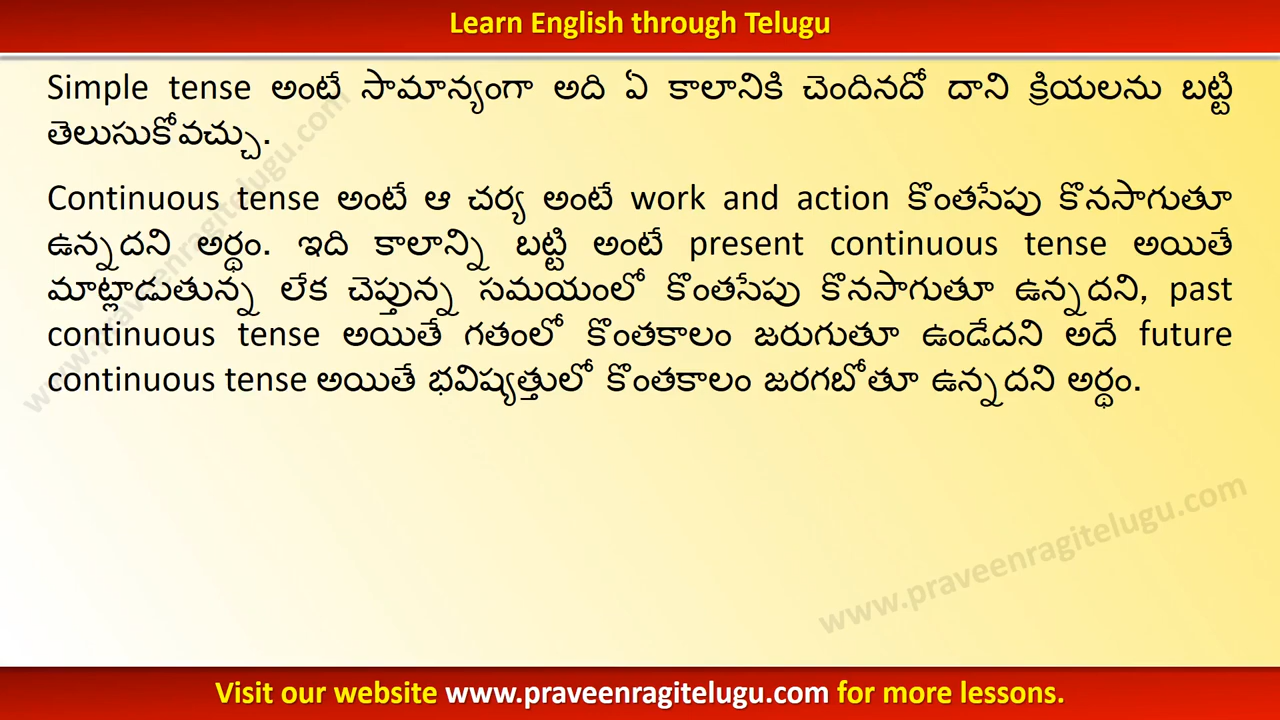 Learn English through Telugu
Simple tense అంటే సామాన్యంగా అది ఏ కాలానికి చెందినదో దాని క్రియలను బట్టి
తెలుసుకోవచ్చు.
Continuous tense అంటే ఆ చర్య అంటే work and action కొంతసేపు కొనసాగుతూ
ఉన్నదని అర్థం. ఇది కాలాన్ని బట్టి అంటే present continuous tense అయితే
మాట్లాడుతున్న లేక చెప్తున్న సమయంలో కొంతసేపు కొనసాగుతూ ఉన్నదని, past
continuous tense అయితే గతంలో కొంతకాలం జరుగుతూ ఉండేదని అదే future
continuous tense అయితే భవిష్యత్తులో కొంతకాలం జరగబోతూ ఉన్నదని అర్థం.
www.praveenragitelugu.com
www.praveenragitelugu.com
Visit our website www.praveenragitelugu.com for more lessons.